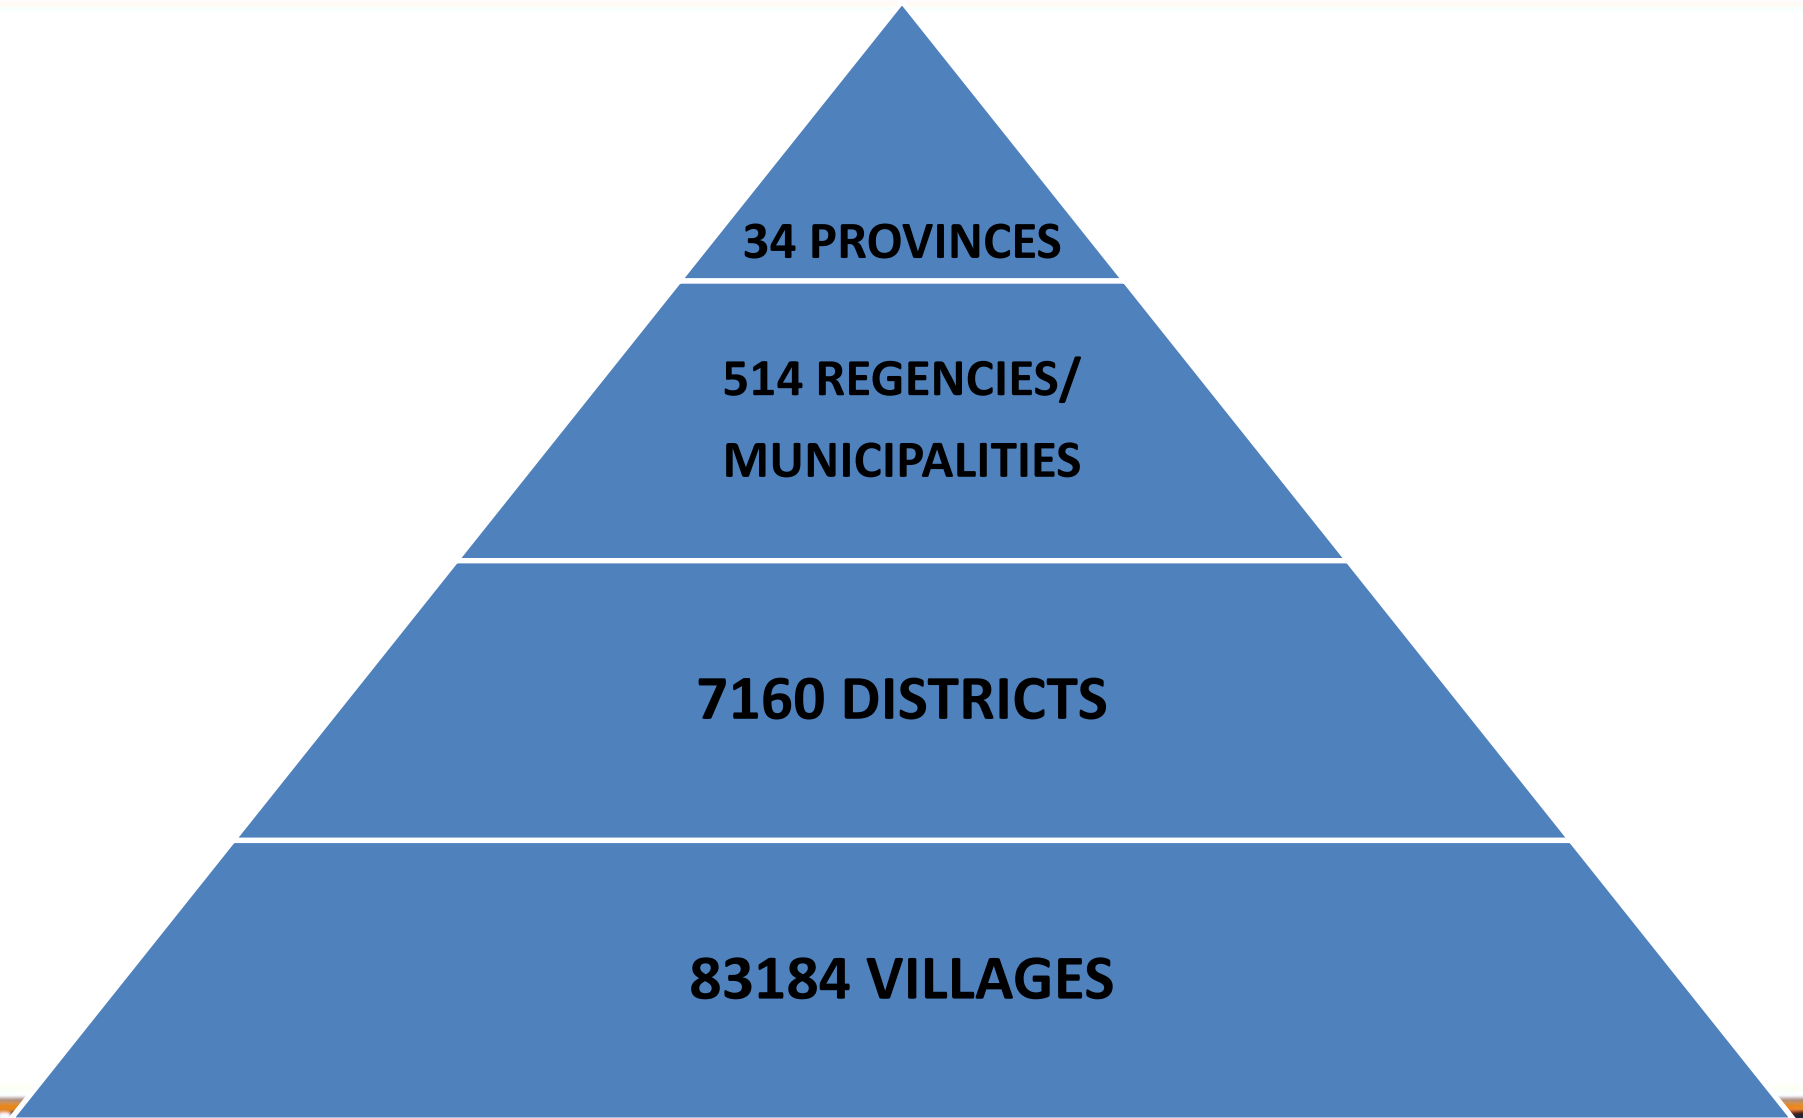 34 PROVINCES
514 REGENCIES/
MUNICIPALITIES
7160 DISTRICTS
83184 VILLAGES